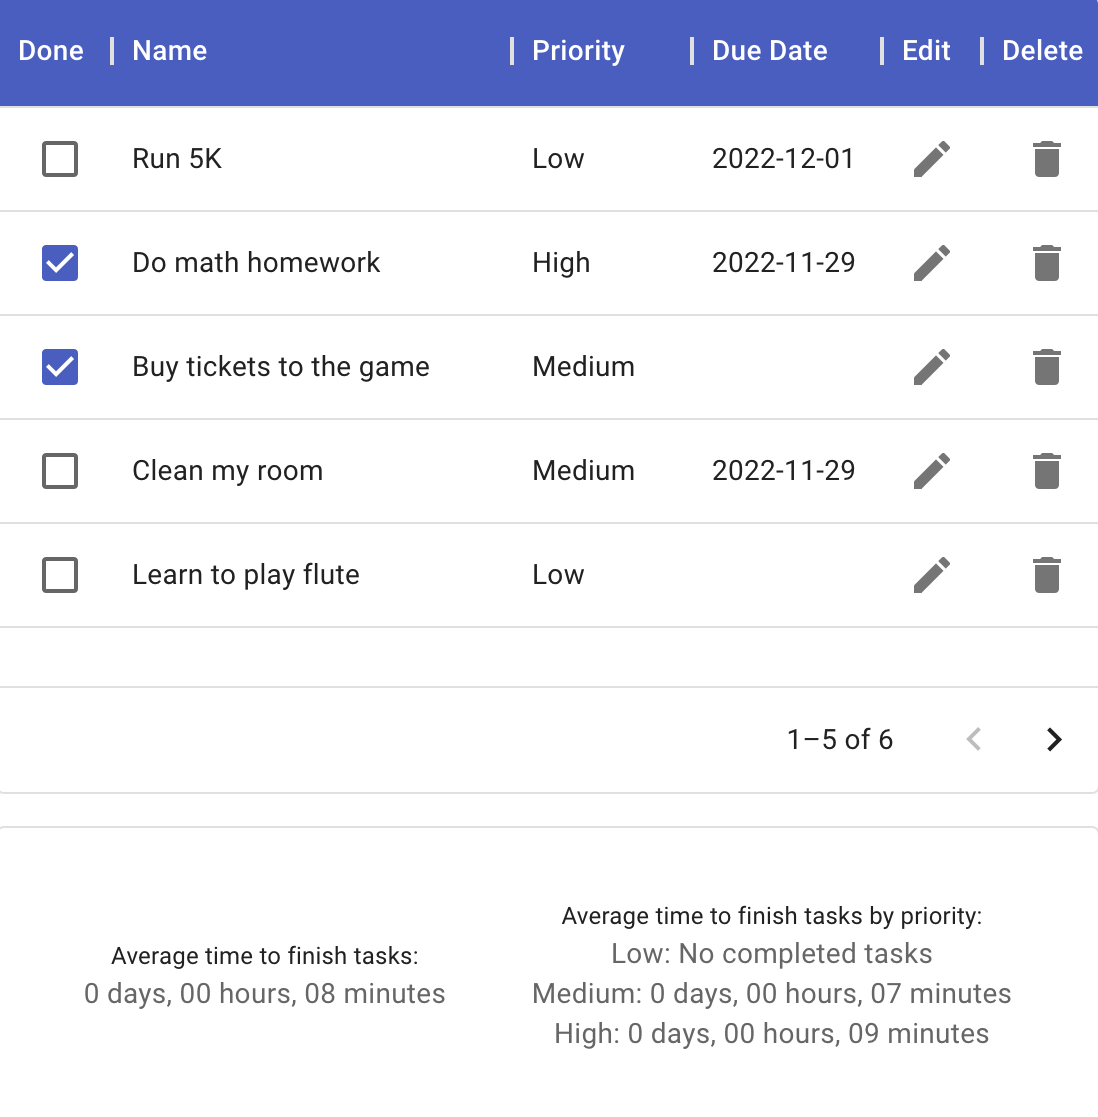 Done Name Priority Due Date Edit Delete
Run 5K Low 2022-12-01
Do math homework High 2022-11-29
Buy tickets to the game Medium
Clean my room Medium 2022-11-29
Learn to play flute Low
1–5 of 6
Average time to finish tasks:
0 days, 00 hours, 08 minutes
Average time to finish tasks by priority:
Low: No completed tasks
Medium: 0 days, 00 hours, 07 minutes
High: 0 days, 00 hours, 09 minutes